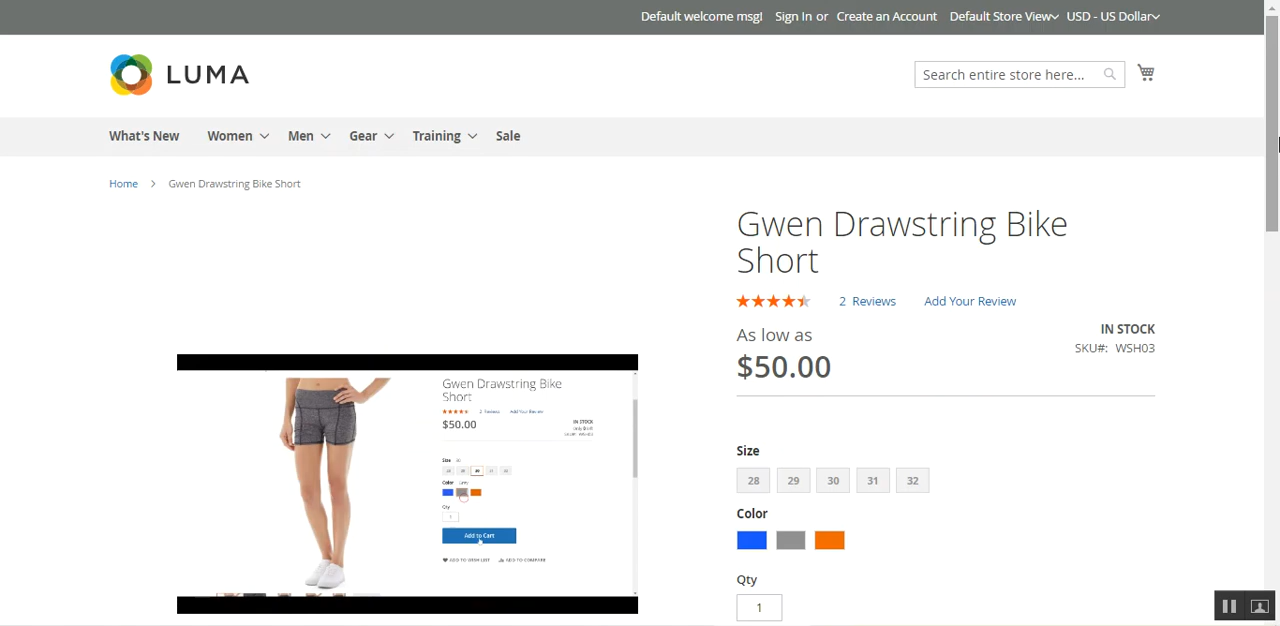 Default welcome msg! Sign In or Create an Account Default Store View USD - US Dollar
LUMA
Search entire store here...
What's New Women Men Gear Training Sale
Home Gwen Drawstring Bike Short
Gwen Drawstring Bike
Short
2 Reviews Add Your Review
As low as
$50.00
IN STOCK
SKU#: WSH03
Size
28 29 30 31 32
Color
Qty
1
Gwen Drawstring Bike
Short
2 Reviews Add Your Review
$50.00
IN STOCK
Size
Color
Qty
1
Add to Cart
ADD TO WISH LIST ADD TO COMPARE